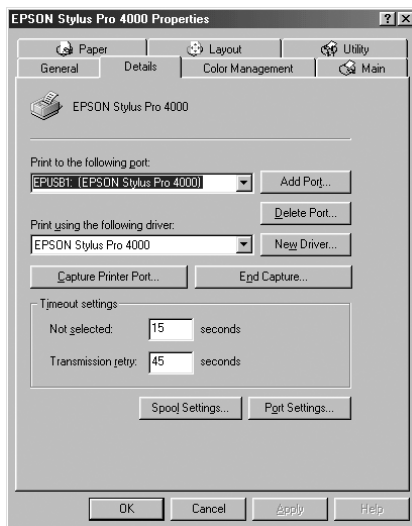 EPSON Stylus Pro 4000 Properties
Paper Layout Utility
General Details Color Management Main
EPSON Stylus Pro 4000
Print to the following port:
EPUSB1: (EPSON Stylus Pro 4000) Add Port...
Delete Port...
Print using the following driver:
EPSON Stylus Pro 4000 New Driver...
Capture Printer Port... End Capture...
Timeout settings
Not selected: 15 seconds
Transmission retry: 45 seconds
Spool Settings... Port Settings...
OK Cancel Apply Help